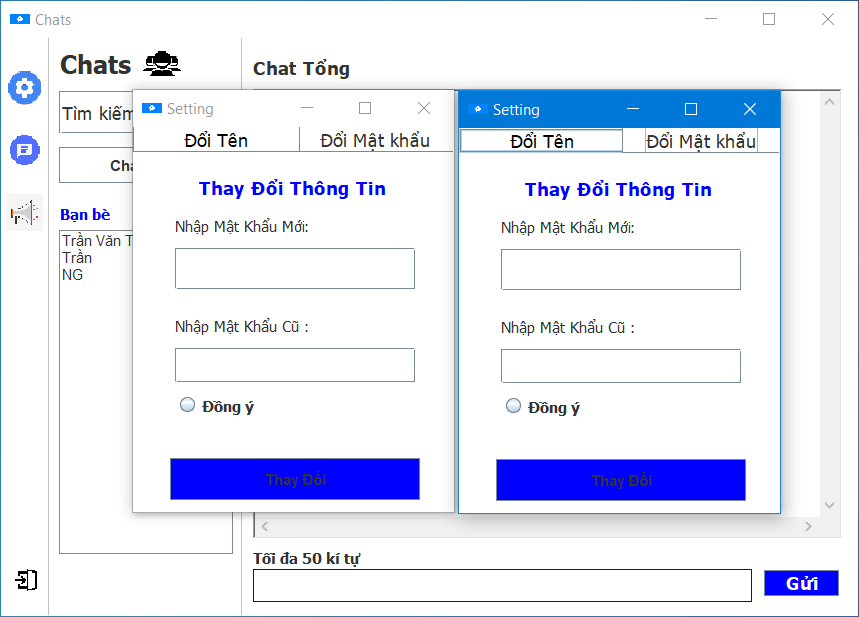 Chats
Chats
Chat Tổng
Tìm kiếm
Bạn bè
Trần Văn T
Trần
NG
Setting
Đổi Tên
Đổi Mật khẩu
Thay Đổi Thông Tin
Nhập Mật Khẩu Mới:
Nhập Mật Khẩu Cũ :
Đồng ý
Thay Đổi
Setting
Đổi Tên
Đổi Mật khẩu
Thay Đổi Thông Tin
Nhập Mật Khẩu Mới:
Nhập Mật Khẩu Cũ :
Đồng ý
Thay Đổi
Tối đa 50 kí tự
Gửi